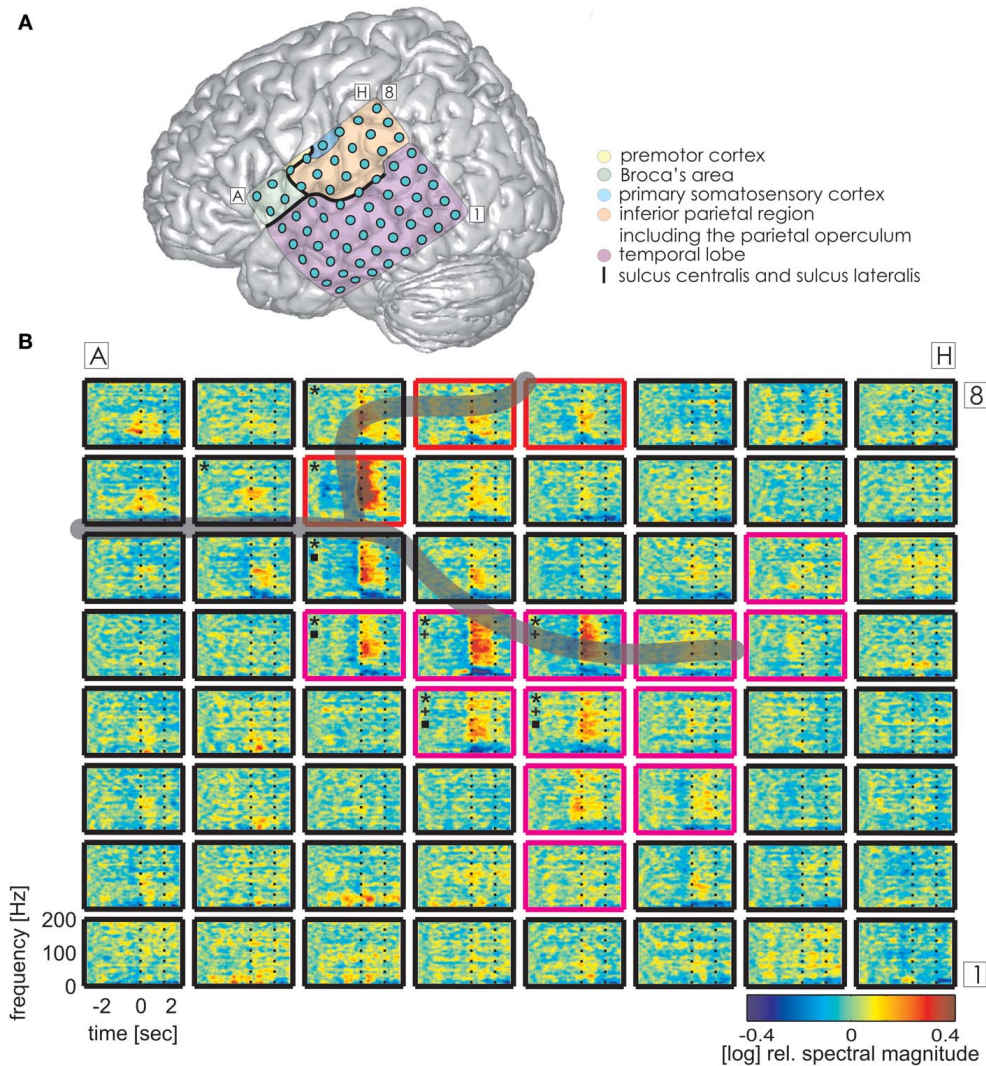 A
H 8
A
1
premotor cortex
Broca's area
primary somatosensory cortex
inferior parietal region
including the parietal operculum
temporal lobe
sulcus centralis and sulcus lateralis
B
A
H
8
*
* *
*
* * *
+ +
* *
+ +
frequency [Hz]
200
100
0
1
-2 0 2
time [sec]
-0.4 0 0.4
[log] rel. spectral magnitude